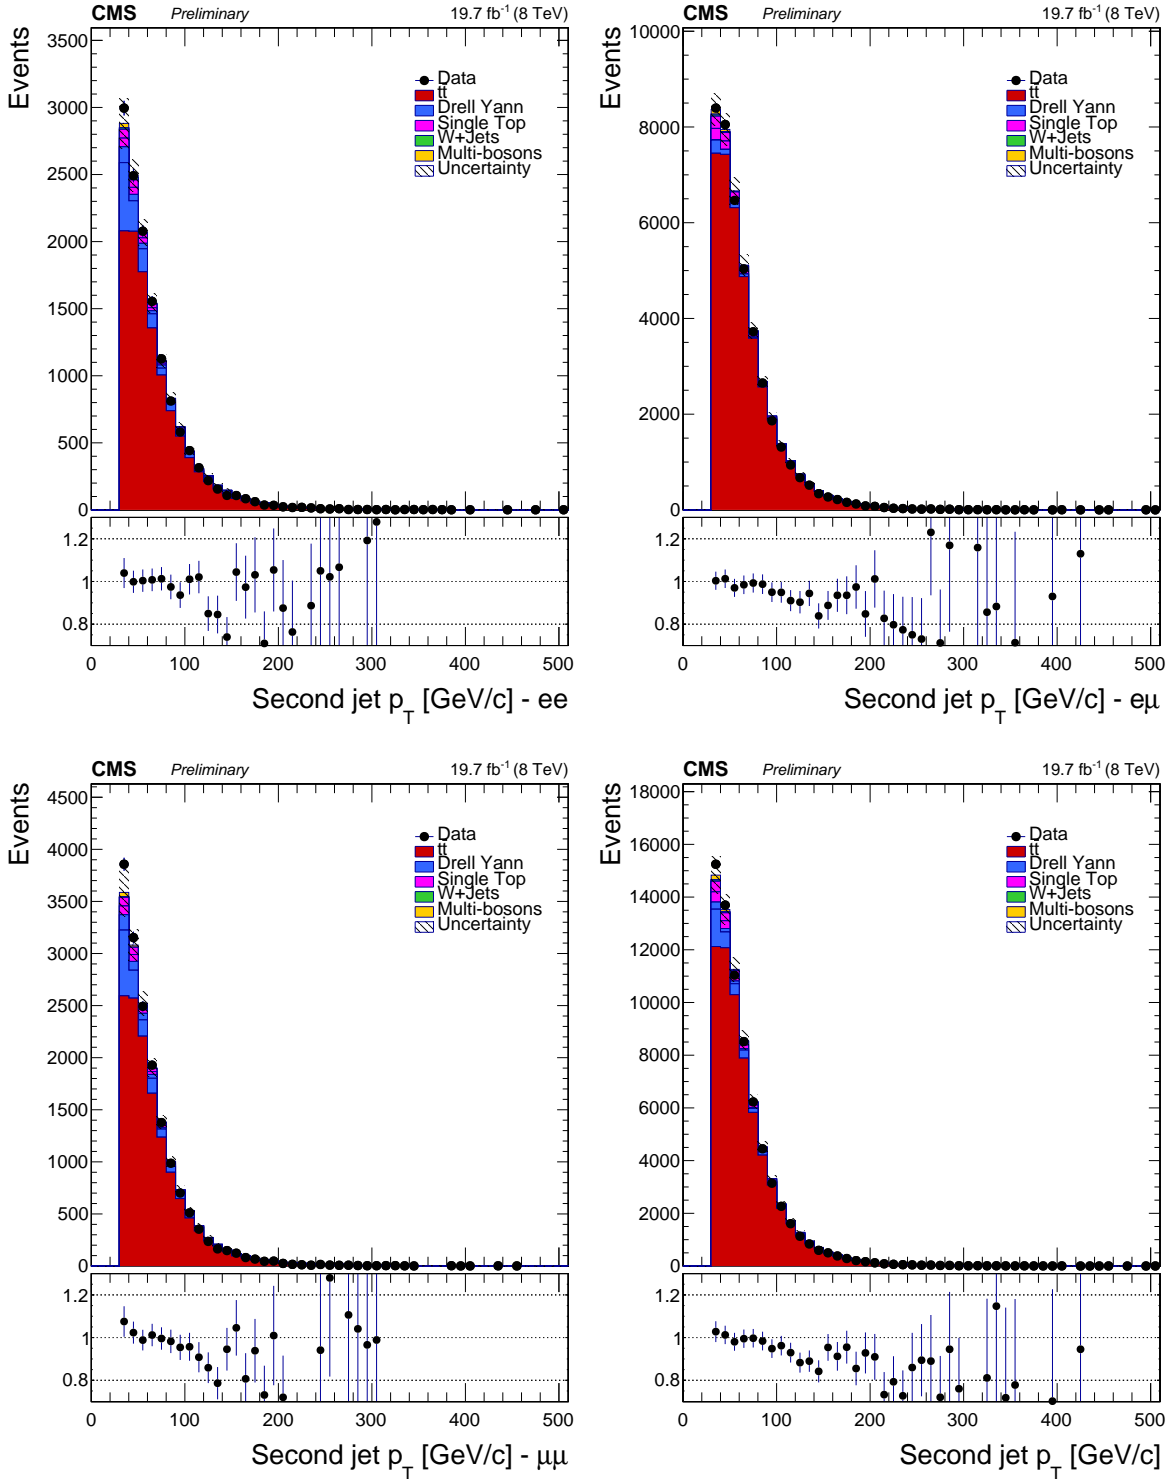 CMS Preliminary 19.7 fb⁻¹ (8 TeV)
Events
3500
3000
2500
2000
1500
1000
500
0
Data
tt̄
Drell Yann
Single Top
W+Jets
Multi-bosons
Uncertainty
1.2
1
0.8
0 100 200 300 400 500
Second jet p_T [GeV/c] - ee
CMS Preliminary 19.7 fb⁻¹ (8 TeV)
Events
10000
8000
6000
4000
2000
0
Data
tt̄
Drell Yann
Single Top
W+Jets
Multi-bosons
Uncertainty
1.2
1
0.8
0 100 200 300 400 500
Second jet p_T [GeV/c] - eμ
CMS Preliminary 19.7 fb⁻¹ (8 TeV)
Events
4500
4000
3500
3000
2500
2000
1500
1000
500
0
Data
tt̄
Drell Yann
Single Top
W+Jets
Multi-bosons
Uncertainty
1.2
1
0.8
0 100 200 300 400 500
Second jet p_T [GeV/c] - μμ
CMS Preliminary 19.7 fb⁻¹ (8 TeV)
Events
18000
16000
14000
12000
10000
8000
6000
4000
2000
0
Data
tt̄
Drell Yann
Single Top
W+Jets
Multi-bosons
Uncertainty
1.2
1
0.8
0 100 200 300 400 500
Second jet p_T [GeV/c]